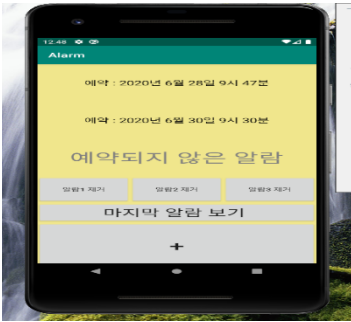 12:48
Alarm
예약 : 2020년 6월 28일 9시 47분
예약 : 2020년 6월 30일 9시 30분
예약되지 않은 알람
알람1 제거 알람2 제거 알람3 제거
마지막 알람 보기
+